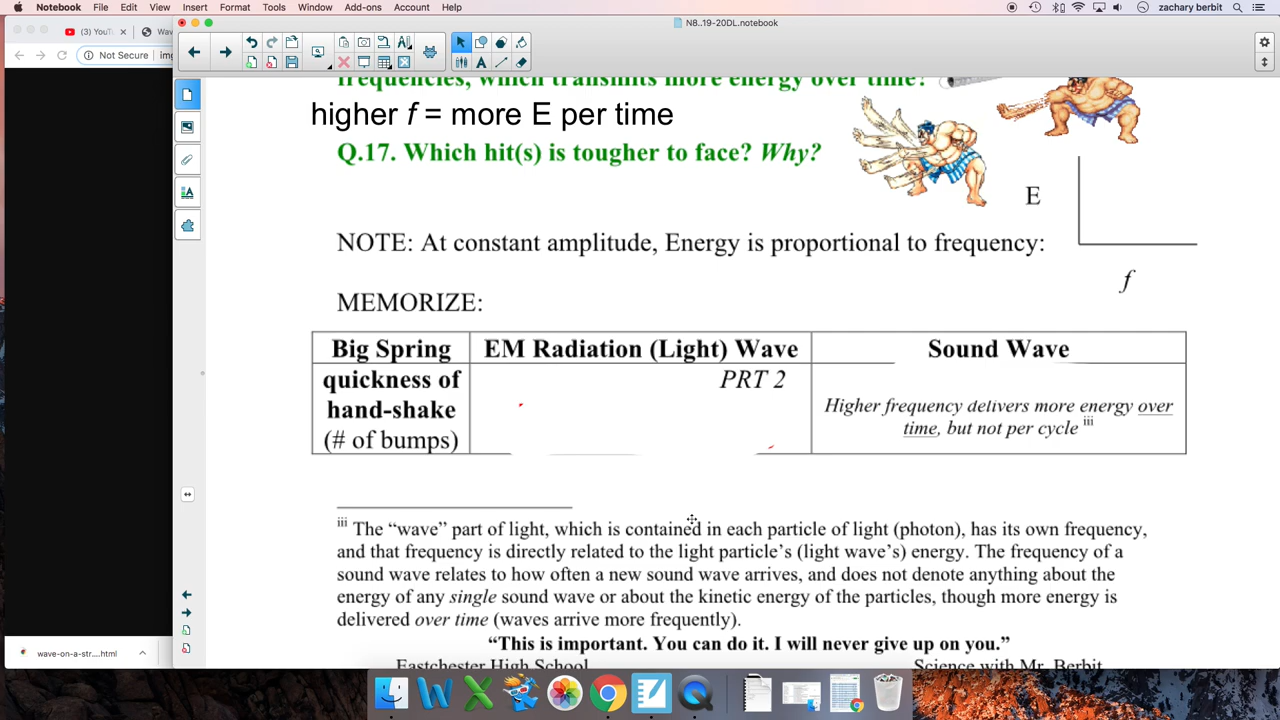 Notebook File Edit View Insert Format Tools Window Add-ons Account Help zachary berbit
NB..19-20DL.notebook
(3) YouT
Wav
Not Secure img
frequencies, which transmits more energy over time?
higher f = more E per time
Q.17. Which hit(s) is tougher to face? Why?
E
NOTE: At constant amplitude, Energy is proportional to frequency:
f
MEMORIZE:
Big Spring EM Radiation (Light) Wave Sound Wave
quickness of PRT 2
hand-shake Higher frequency delivers more energy over
(# of bumps) time, but not per cycle iii
iii The “wave” part of light, which is contained in each particle of light (photon), has its own frequency,
and that frequency is directly related to the light particle’s (light wave’s) energy. The frequency of a
sound wave relates to how often a new sound wave arrives, and does not denote anything about the
energy of any single sound wave or about the kinetic energy of the particles, though more energy is
delivered over time (waves arrive more frequently).
“This is important. You can do it. I will never give up on you.”
Eastchester High School Science with Mr. Berbit
wave-on-a-str....html